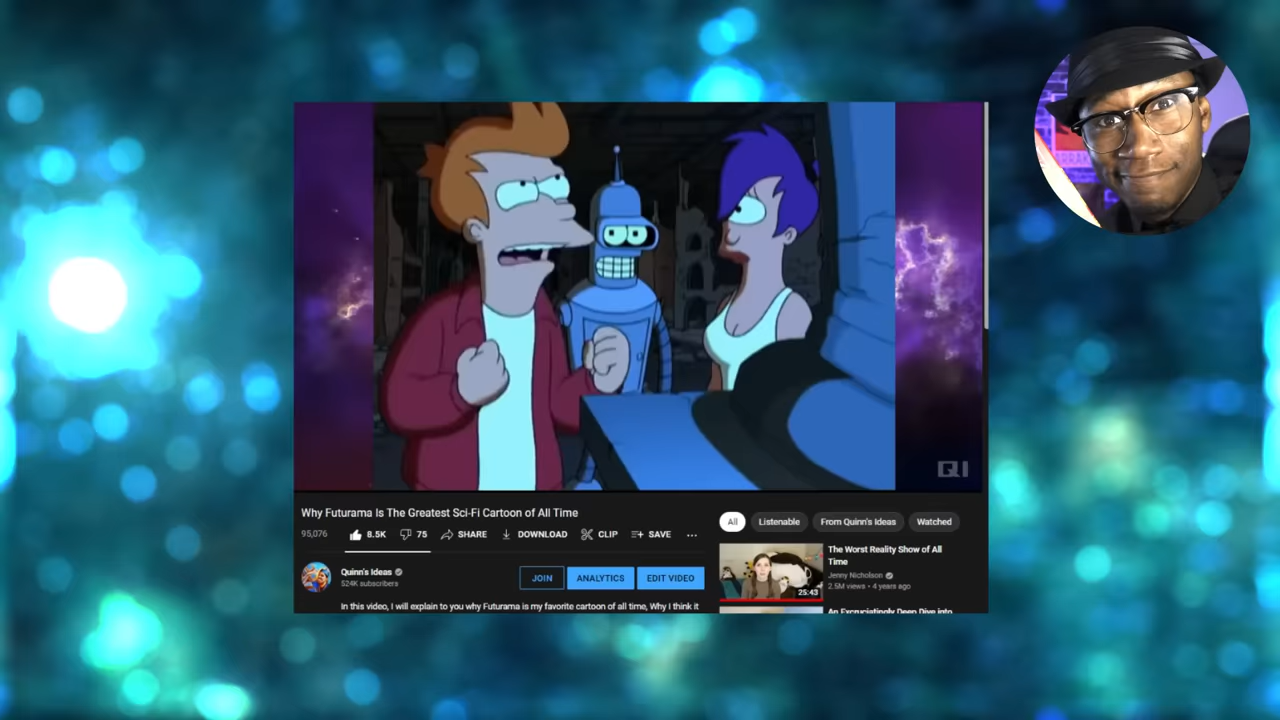 ARRAK
QI
Why Futurama Is The Greatest Sci-Fi Cartoon of All Time
95,076 8.5K 75 SHARE DOWNLOAD CLIP SAVE ...
Quinn's Ideas
524K subscribers
JOIN ANALYTICS EDIT VIDEO
In this video, I will explain to you why Futurama is my favorite cartoon of all time, Why I think it
All Listenable From Quinn's Ideas Watched
25:43
The Worst Reality Show of All
Time
Jenny Nicholson
2.5M views • 4 years ago
An Excruciatingly Deep Dive into